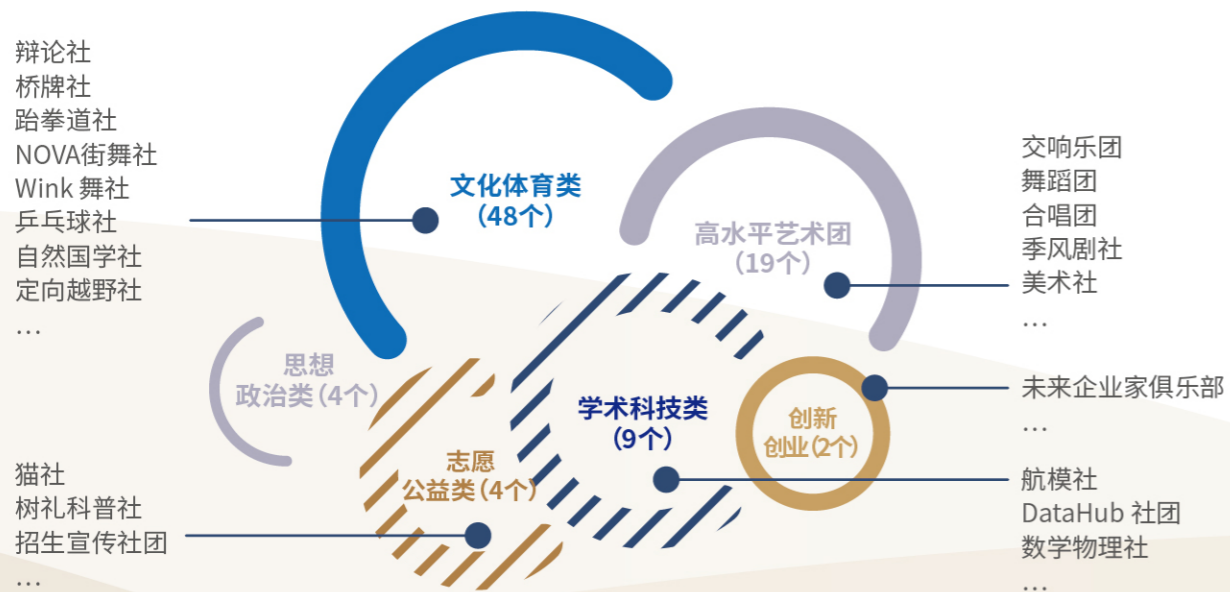 辩论社
桥牌社
跆拳道社
NOVA街舞社
Wink 舞社
乒乓球社
自然国学社
定向越野社
…
文化体育类
(48个)
高水平艺术团
(19个)
交响乐团
舞蹈团
合唱团
季风剧社
美术社
…
思想
政治类(4个)
学术科技类
(9个)
创新
创业(2个)
未来企业家俱乐部
…
志愿
公益类(4个)
猫社
树礼科普社
招生宣传社团
…
航模社
DataHub 社团
数学物理社
…